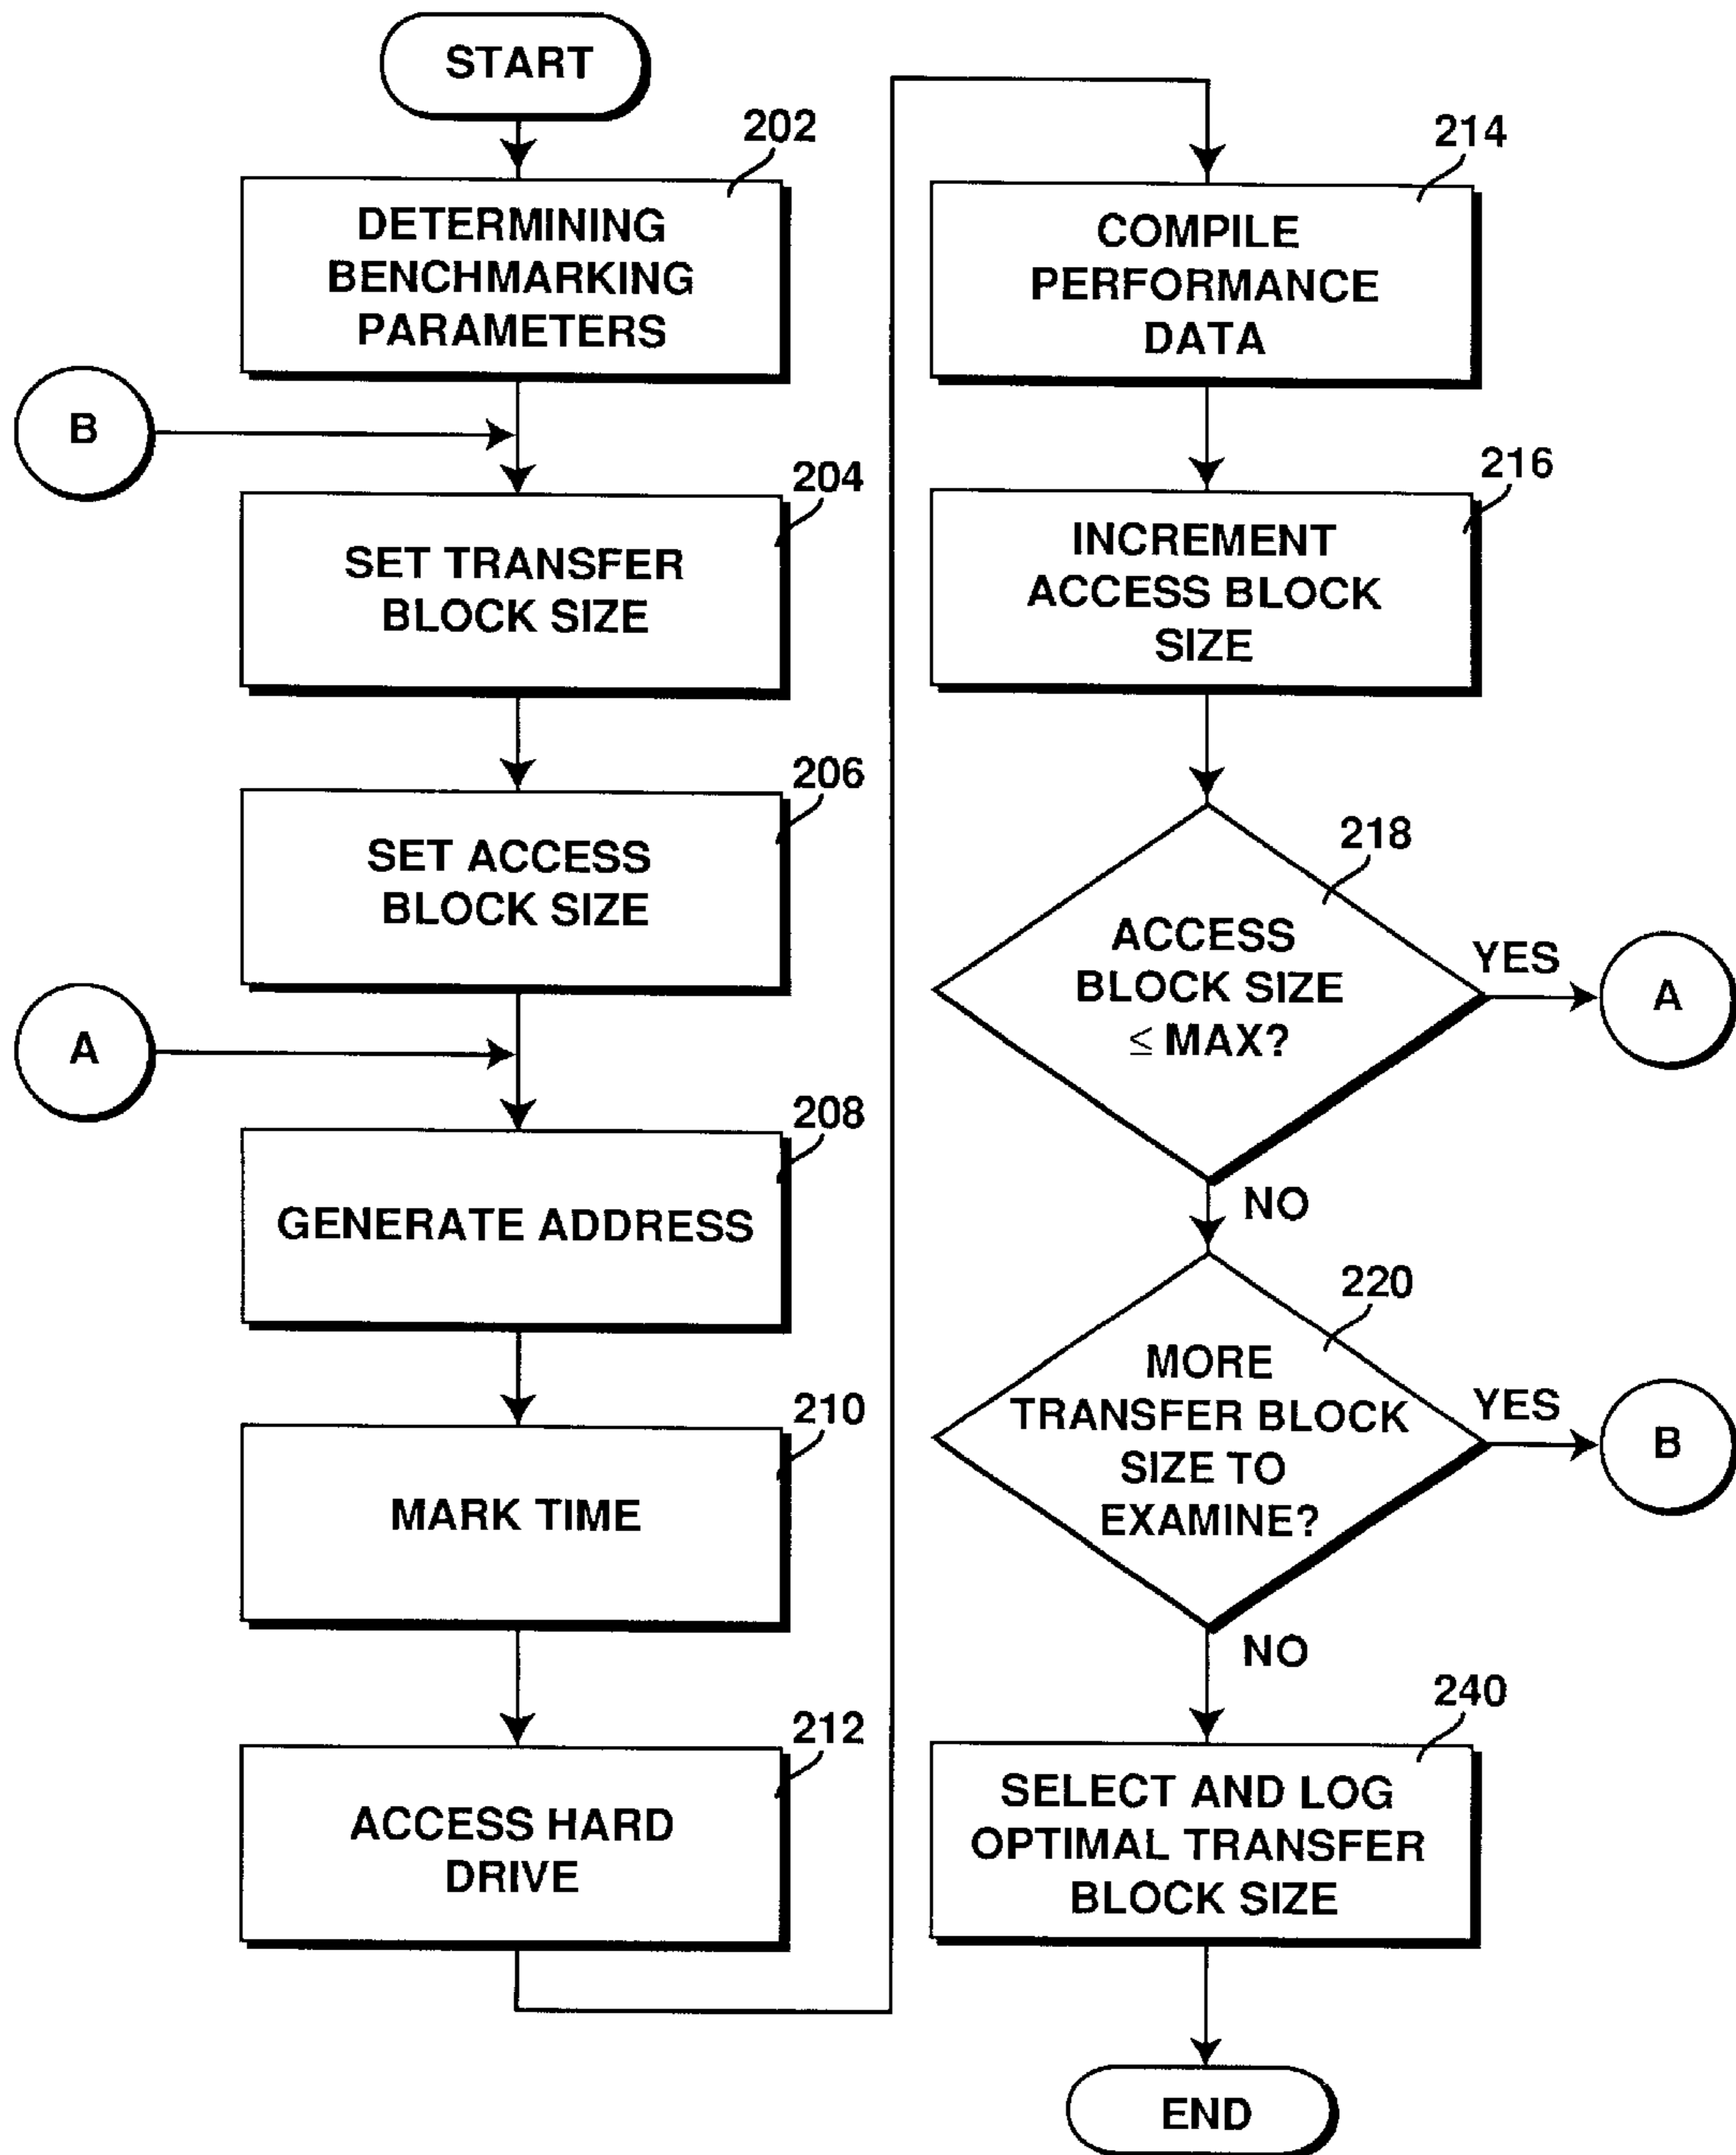 START
202
DETERMINING
BENCHMARKING
PARAMETERS
B
204
SET TRANSFER
BLOCK SIZE
206
SET ACCESS
BLOCK SIZE
A
208
GENERATE ADDRESS
210
MARK TIME
212
ACCESS HARD
DRIVE
214
COMPILE
PERFORMANCE
DATA
216
INCREMENT
ACCESS BLOCK
SIZE
218
ACCESS
BLOCK SIZE
≤ MAX?
YES
A
NO
220
MORE
TRANSFER BLOCK
SIZE TO
EXAMINE?
YES
B
NO
240
SELECT AND LOG
OPTIMAL TRANSFER
BLOCK SIZE
END